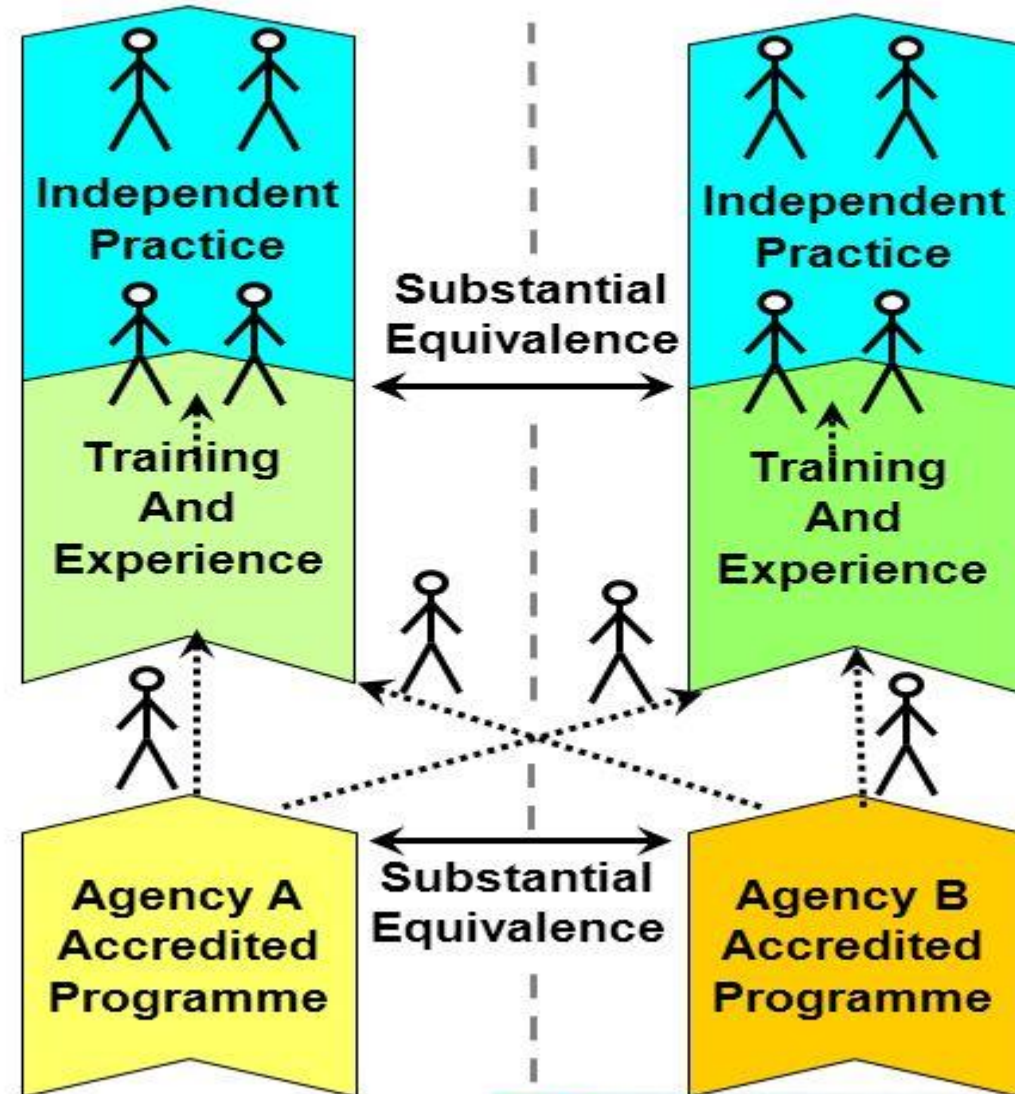 Independent
Practice
Independent
Practice
Substantial
Equivalence
Training
And
Experience
Training
And
Experience
Agency A
Accredited
Programme
Substantial
Equivalence
Agency B
Accredited
Programme